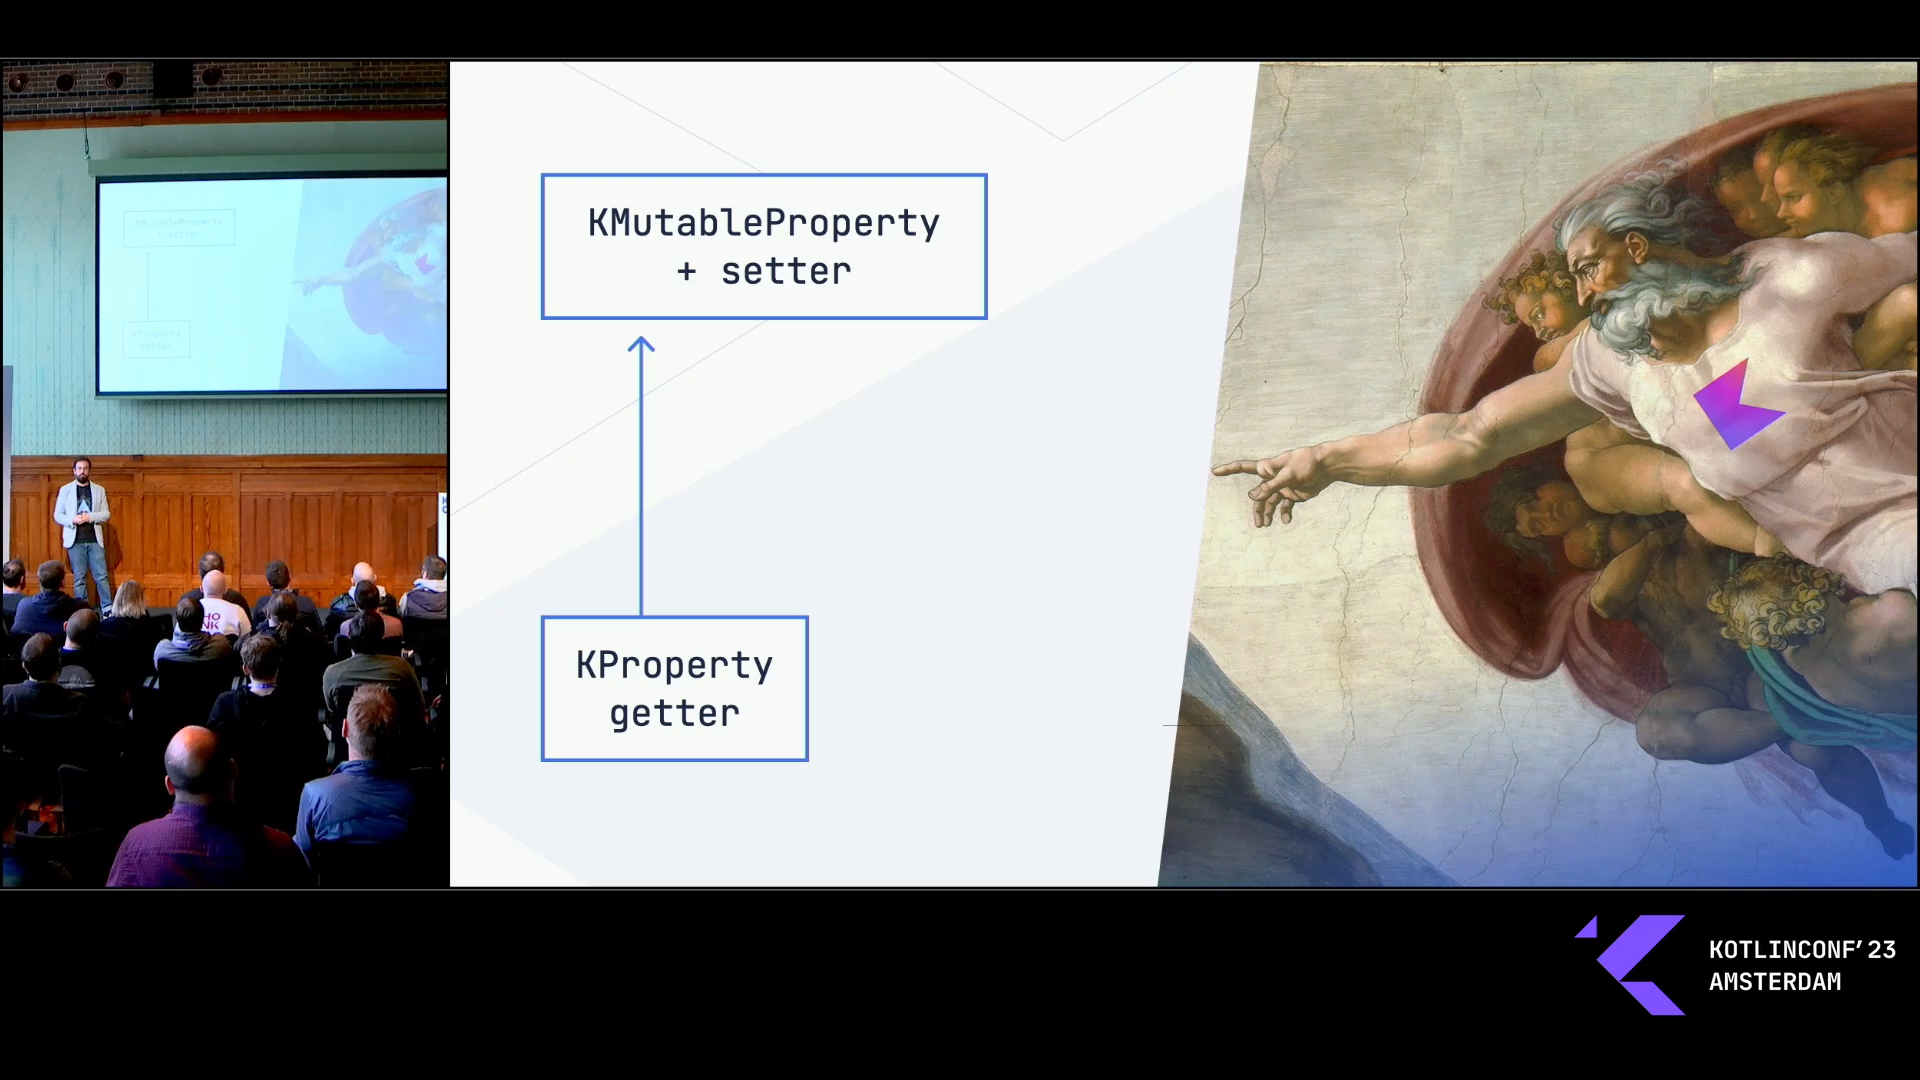 KMutableProperty
+ setter
KProperty
getter
KOTLINCONF'23
AMSTERDAM